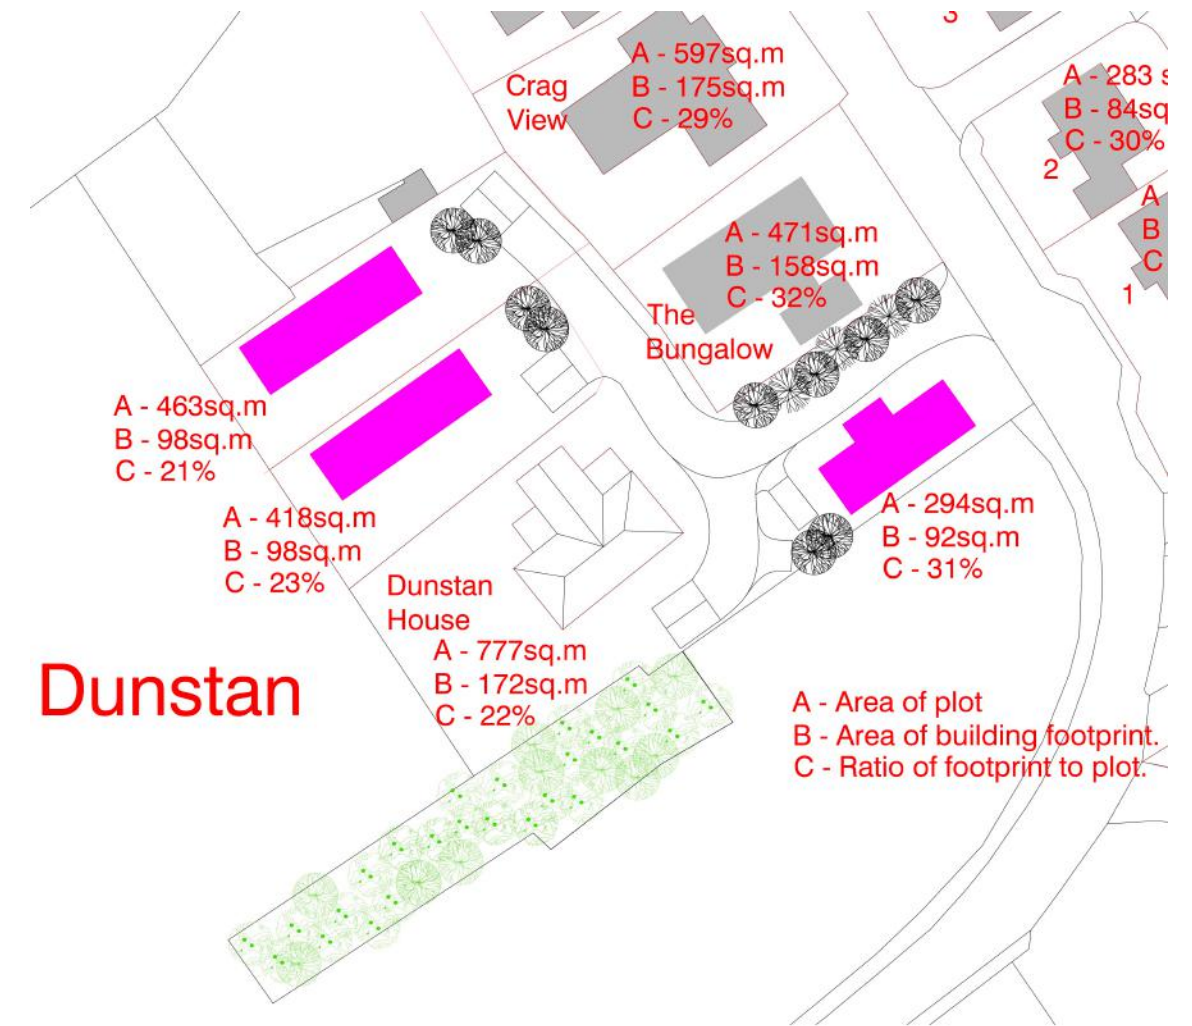 3
A - 597sq.m
Crag
B - 175sq.m
View
C - 29%
A - 283
B - 84sq
C - 30%
2
A
B
C
1
A - 471sq.m
B - 158sq.m
C - 32%
The
Bungalow
A - 463sq.m
B - 98sq.m
C - 21%
A - 418sq.m
B - 98sq.m
C - 23%
A - 294sq.m
B - 92sq.m
C - 31%
Dunstan
House
A - 777sq.m
B - 172sq.m
C - 22%
Dunstan
A - Area of plot
B - Area of building footprint.
C - Ratio of footprint to plot.